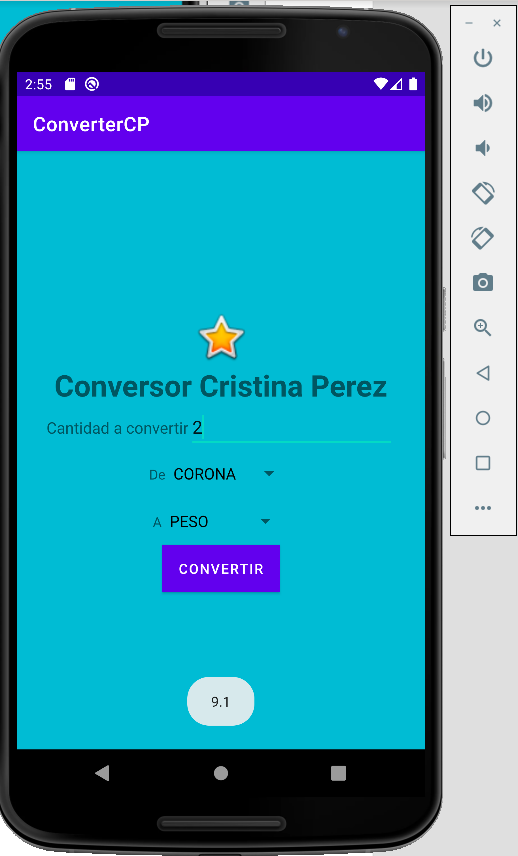 2:55
ConverterCP
Conversor Cristina Perez
Cantidad a convertir 2
De CORONA
A PESO
CONVERTIR
9.1